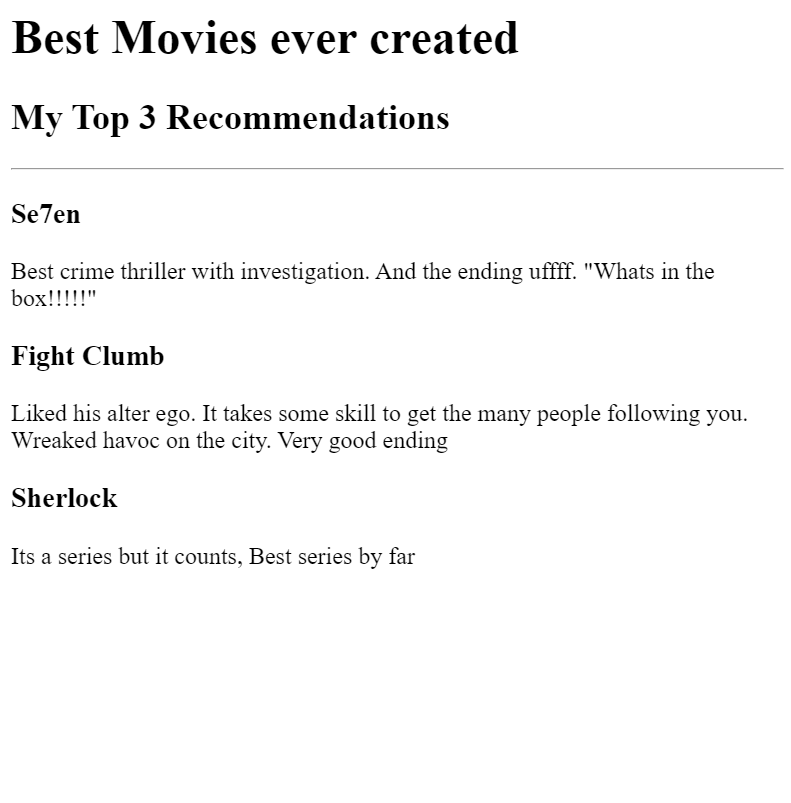 Best Movies ever created
My Top 3 Recommendations
Se7en
Best crime thriller with investigation. And the ending uffff. "Whats in the
box!!!!!"
Fight Clumb
Liked his alter ego. It takes some skill to get the many people following you.
Wreaked havoc on the city. Very good ending
Sherlock
Its a series but it counts, Best series by far